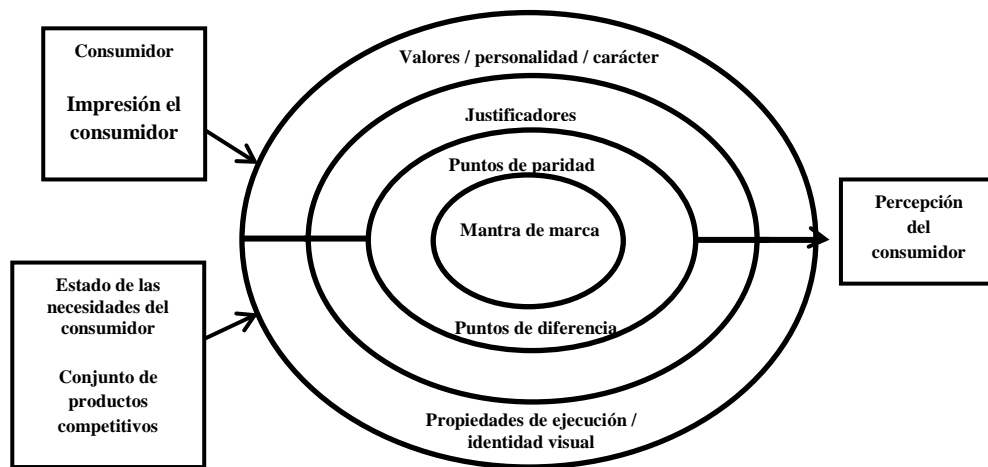 Consumidor
Impresión el
consumidor
Estado de las
necesidades del
consumidor
Conjunto de
productos
competitivos
Valores / personalidad / carácter
Justificadores
Puntos de paridad
Mantra de marca
Puntos de diferencia
Propiedades de ejecución /
identidad visual
Percepción
del
consumidor